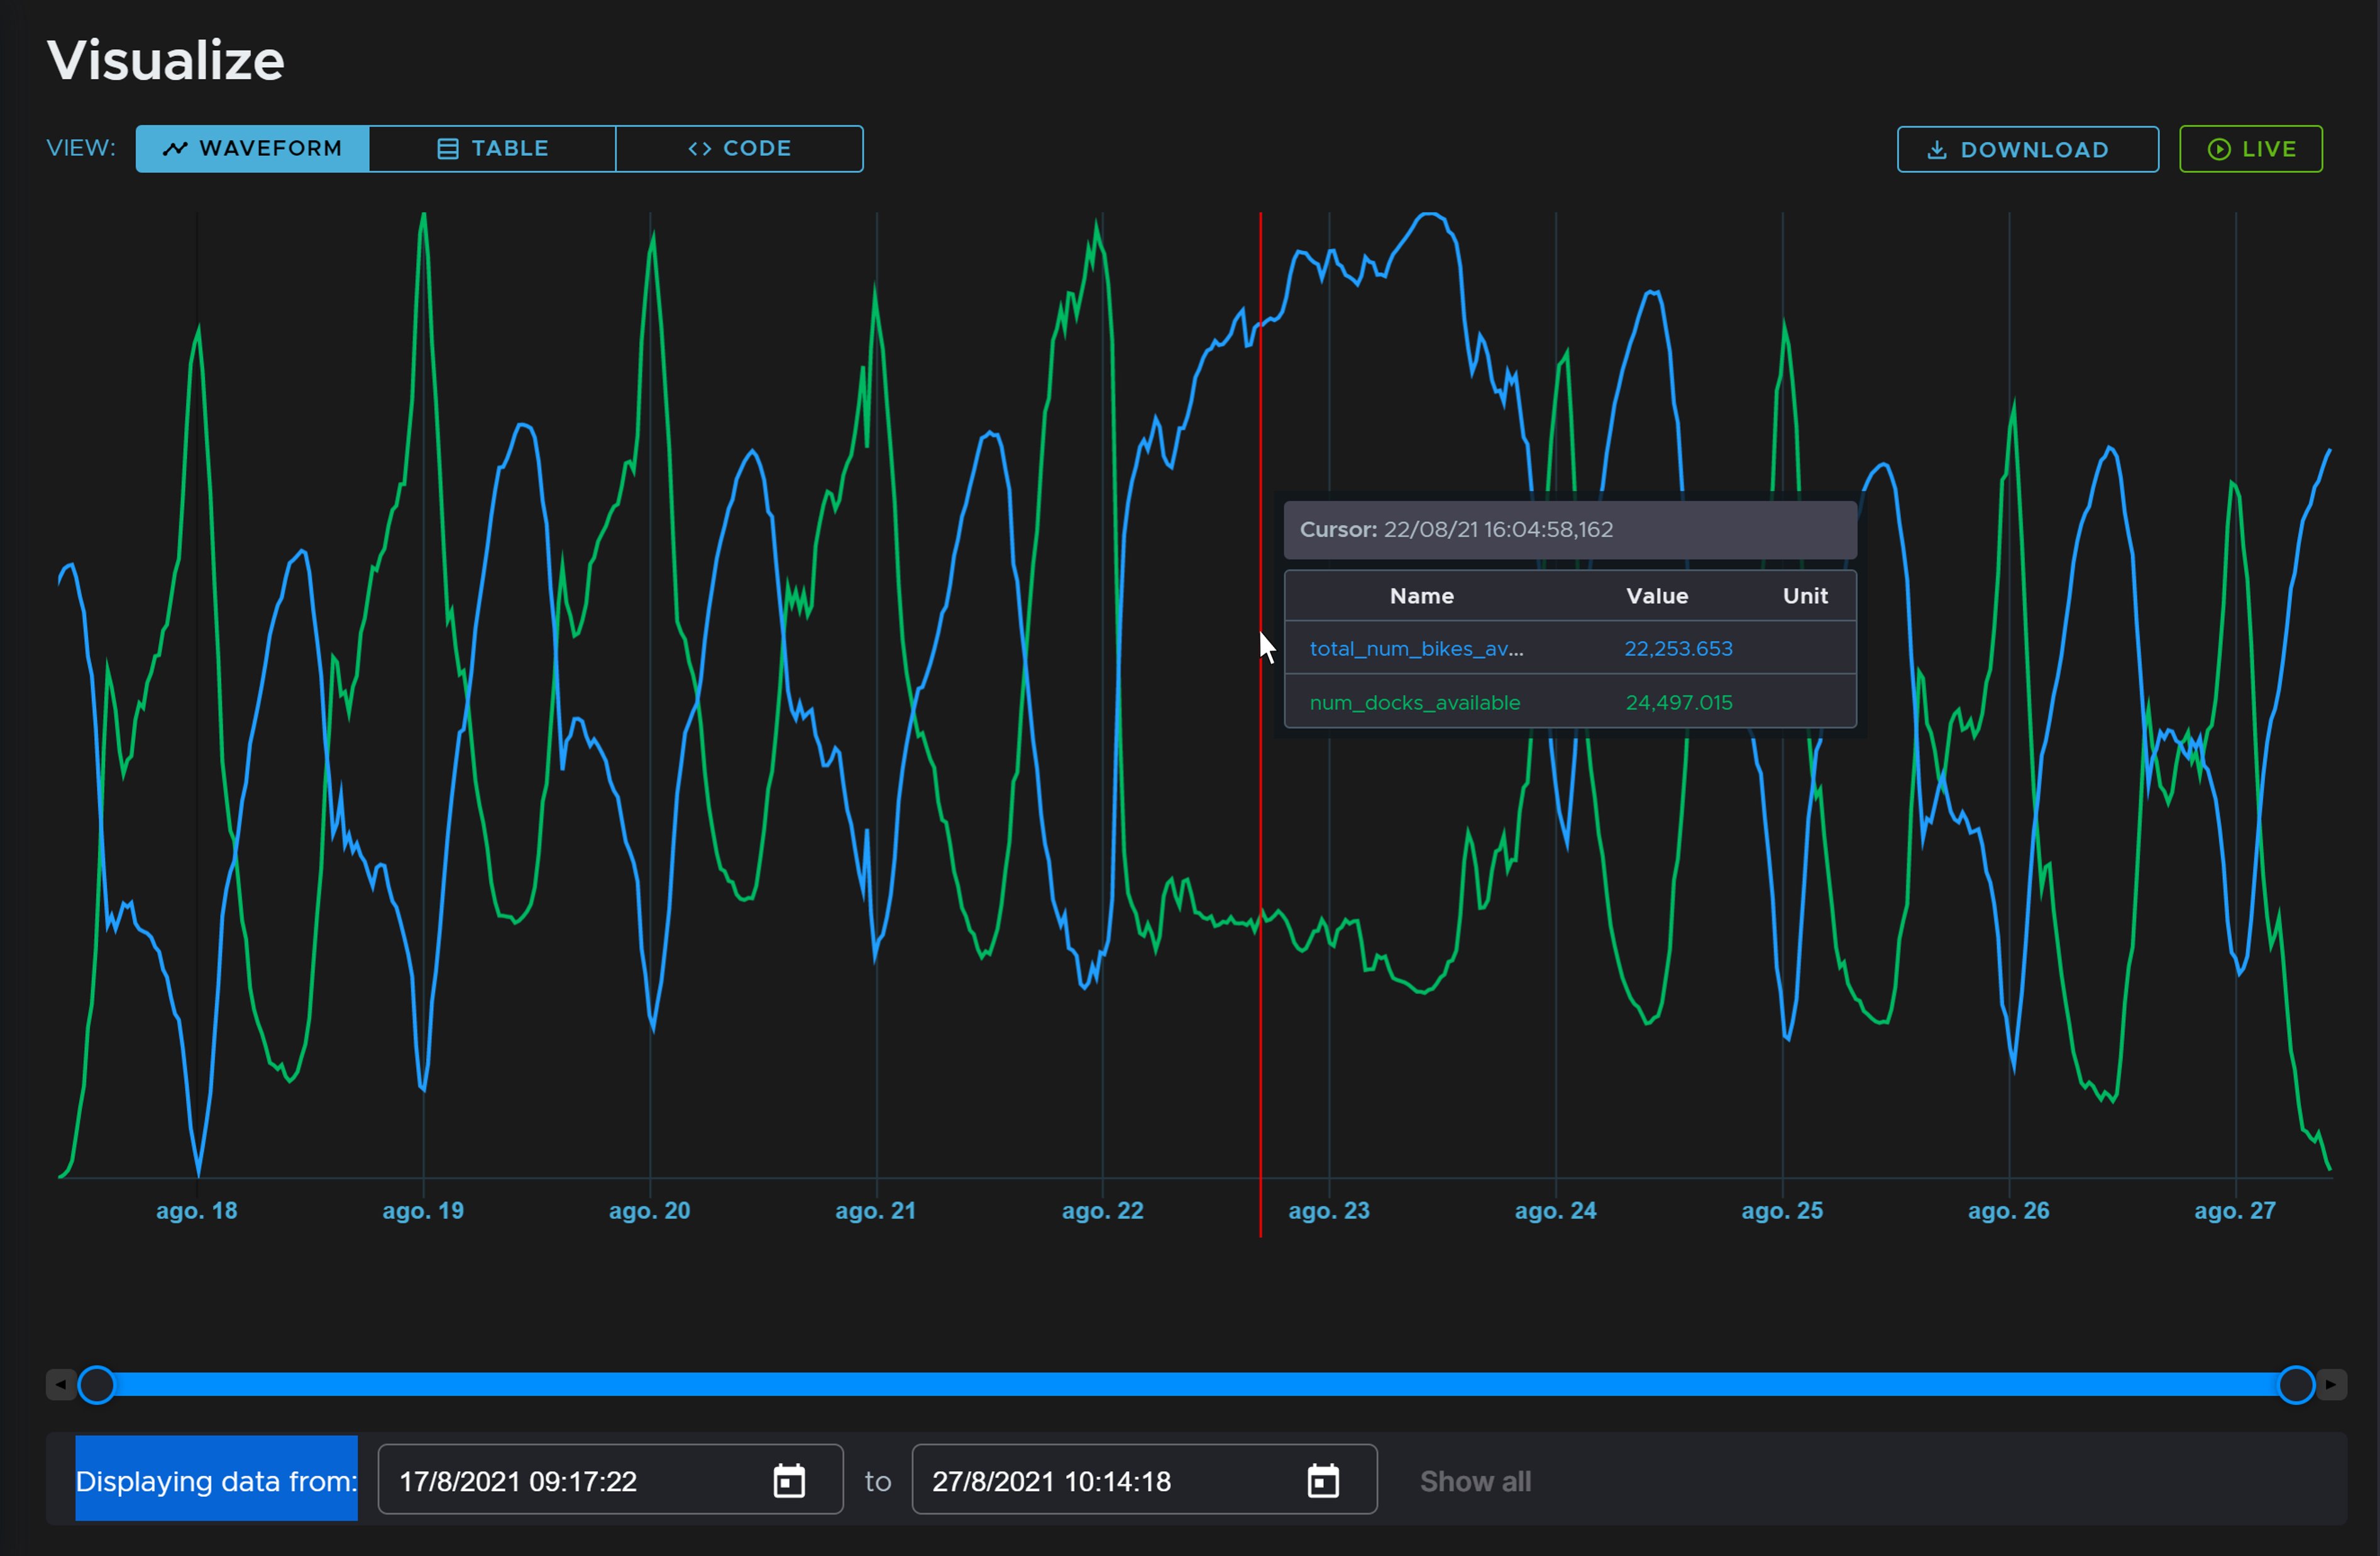 Visualize
VIEW: WAVEFORM TABLE <> CODE DOWNLOAD LIVE
Cursor: 22/08/21 16:04:58,162
Name Value Unit
total_num_bikes_av... 22,253.653
num_docks_available 24,497.015
ago. 18 ago. 19 ago. 20 ago. 21 ago. 22 ago. 23 ago. 24 ago. 25 ago. 26 ago. 27
Displaying data from: 17/8/2021 09:17:22 to 27/8/2021 10:14:18 Show all